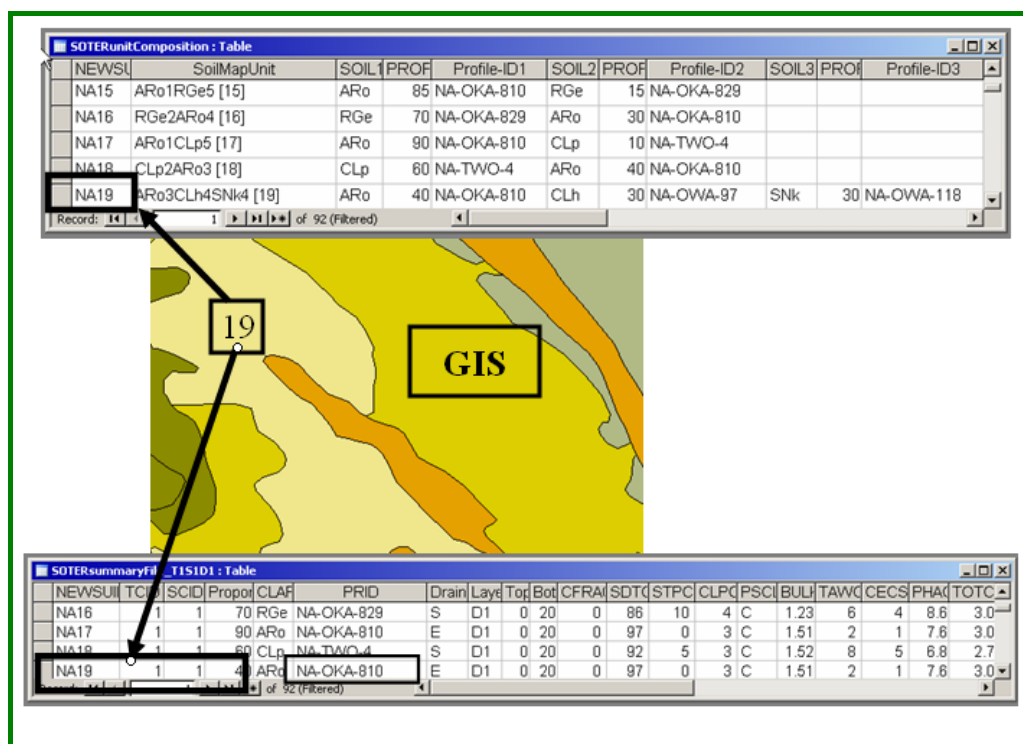 SOTERunitComposition : Table
NEWSU SoilMapUnit SOIL1 PROF Profile-ID1 SOIL2 PROF Profile-ID2 SOIL3 PROF Profile-ID3
NA15 ARo1RGe5 [15] ARo 85 NA-OKA-810 RGe 15 NA-OKA-829
NA16 RGe2ARo4 [16] RGe 70 NA-OKA-829 ARo 30 NA-OKA-810
NA17 ARo1CLp5 [17] ARo 90 NA-OKA-810 CLp 10 NA-TWO-4
NA18 CLp2ARo3 [18] CLp 60 NA-TWO-4 ARo 40 NA-OKA-810
NA19 ARo3CLh4SNk4 [19] ARo 40 NA-OKA-810 CLh 30 NA-OWA-97 SNk 30 NA-OWA-118
Record: 1 of 92 (Filtered)
19
GIS
SOTERsummaryFile_T1S1D1 : Table
NEWSUI TCID SCID Propor CLAF PRID Drain Laye Top Bot CFRAI SDTC STPC CLPC PSCL BULK TAWC CECS PHAC TOTC
NA16 1 1 70 RGe NA-OKA-829 S D1 0 20 0 86 10 4 C 1.23 6 4 8.6 3.0
NA17 1 1 90 ARo NA-OKA-810 E D1 0 20 0 97 0 3 C 1.51 2 1 7.6 3.0
NA18 1 1 60 CLp NA-TWO-4 S D1 0 20 0 92 5 3 C 1.52 8 5 6.8 2.7
NA19 1 1 40 ARo NA-OKA-810 E D1 0 20 0 97 0 3 C 1.51 2 1 7.6 3.0
Record: 1 of 92 (Filtered)